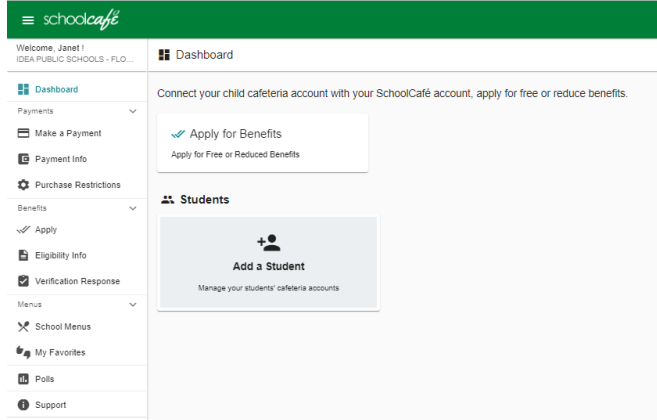 schoolcafé
Welcome, Janet !
IDEA PUBLIC SCHOOLS - FLO...
Dashboard
Payments
Make a Payment
Payment Info
Purchase Restrictions
Benefits
Apply
Eligibility Info
Verification Response
Menus
School Menus
My Favorites
Polls
Support
Dashboard
Connect your child cafeteria account with your SchoolCafé account, apply for free or reduce benefits.
Apply for Benefits
Apply for Free or Reduced Benefits
Students
Add a Student
Manage your students' cafeteria accounts